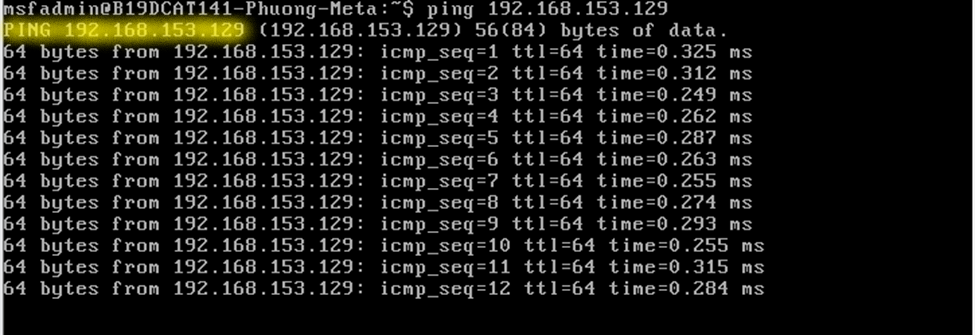 msfadmin@B19DCAT141-Phuong-Meta:~$ ping 192.168.153.129
PING 192.168.153.129 (192.168.153.129) 56(84) bytes of data.
64 bytes from 192.168.153.129: icmp_seq=1 ttl=64 time=0.325 ms
64 bytes from 192.168.153.129: icmp_seq=2 ttl=64 time=0.312 ms
64 bytes from 192.168.153.129: icmp_seq=3 ttl=64 time=0.249 ms
64 bytes from 192.168.153.129: icmp_seq=4 ttl=64 time=0.262 ms
64 bytes from 192.168.153.129: icmp_seq=5 ttl=64 time=0.287 ms
64 bytes from 192.168.153.129: icmp_seq=6 ttl=64 time=0.263 ms
64 bytes from 192.168.153.129: icmp_seq=7 ttl=64 time=0.255 ms
64 bytes from 192.168.153.129: icmp_seq=8 ttl=64 time=0.274 ms
64 bytes from 192.168.153.129: icmp_seq=9 ttl=64 time=0.293 ms
64 bytes from 192.168.153.129: icmp_seq=10 ttl=64 time=0.255 ms
64 bytes from 192.168.153.129: icmp_seq=11 ttl=64 time=0.315 ms
64 bytes from 192.168.153.129: icmp_seq=12 ttl=64 time=0.284 ms